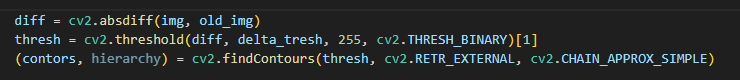 diff = cv2.absdiff(img, old_img)
thresh = cv2.threshold(diff, delta_tresh, 255, cv2.THRESH_BINARY)[1]
(contors, hierarchy) = cv2.findContours(thresh, cv2.RETR_EXTERNAL, cv2.CHAIN_APPROX_SIMPLE)